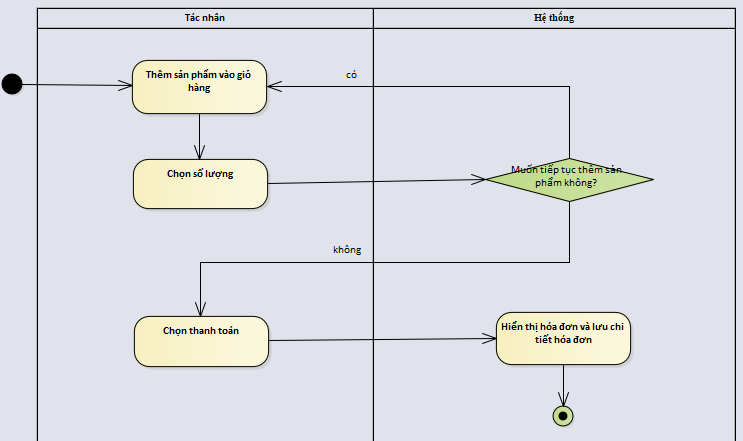 Tác nhân
Hệ thống
Thêm sản phẩm vào giỏ
hàng
có
Chọn số lượng
Muốn tiếp tục thêm sản
phẩm không?
không
Chọn thanh toán
Hiển thị hóa đơn và lưu chi
tiết hóa đơn